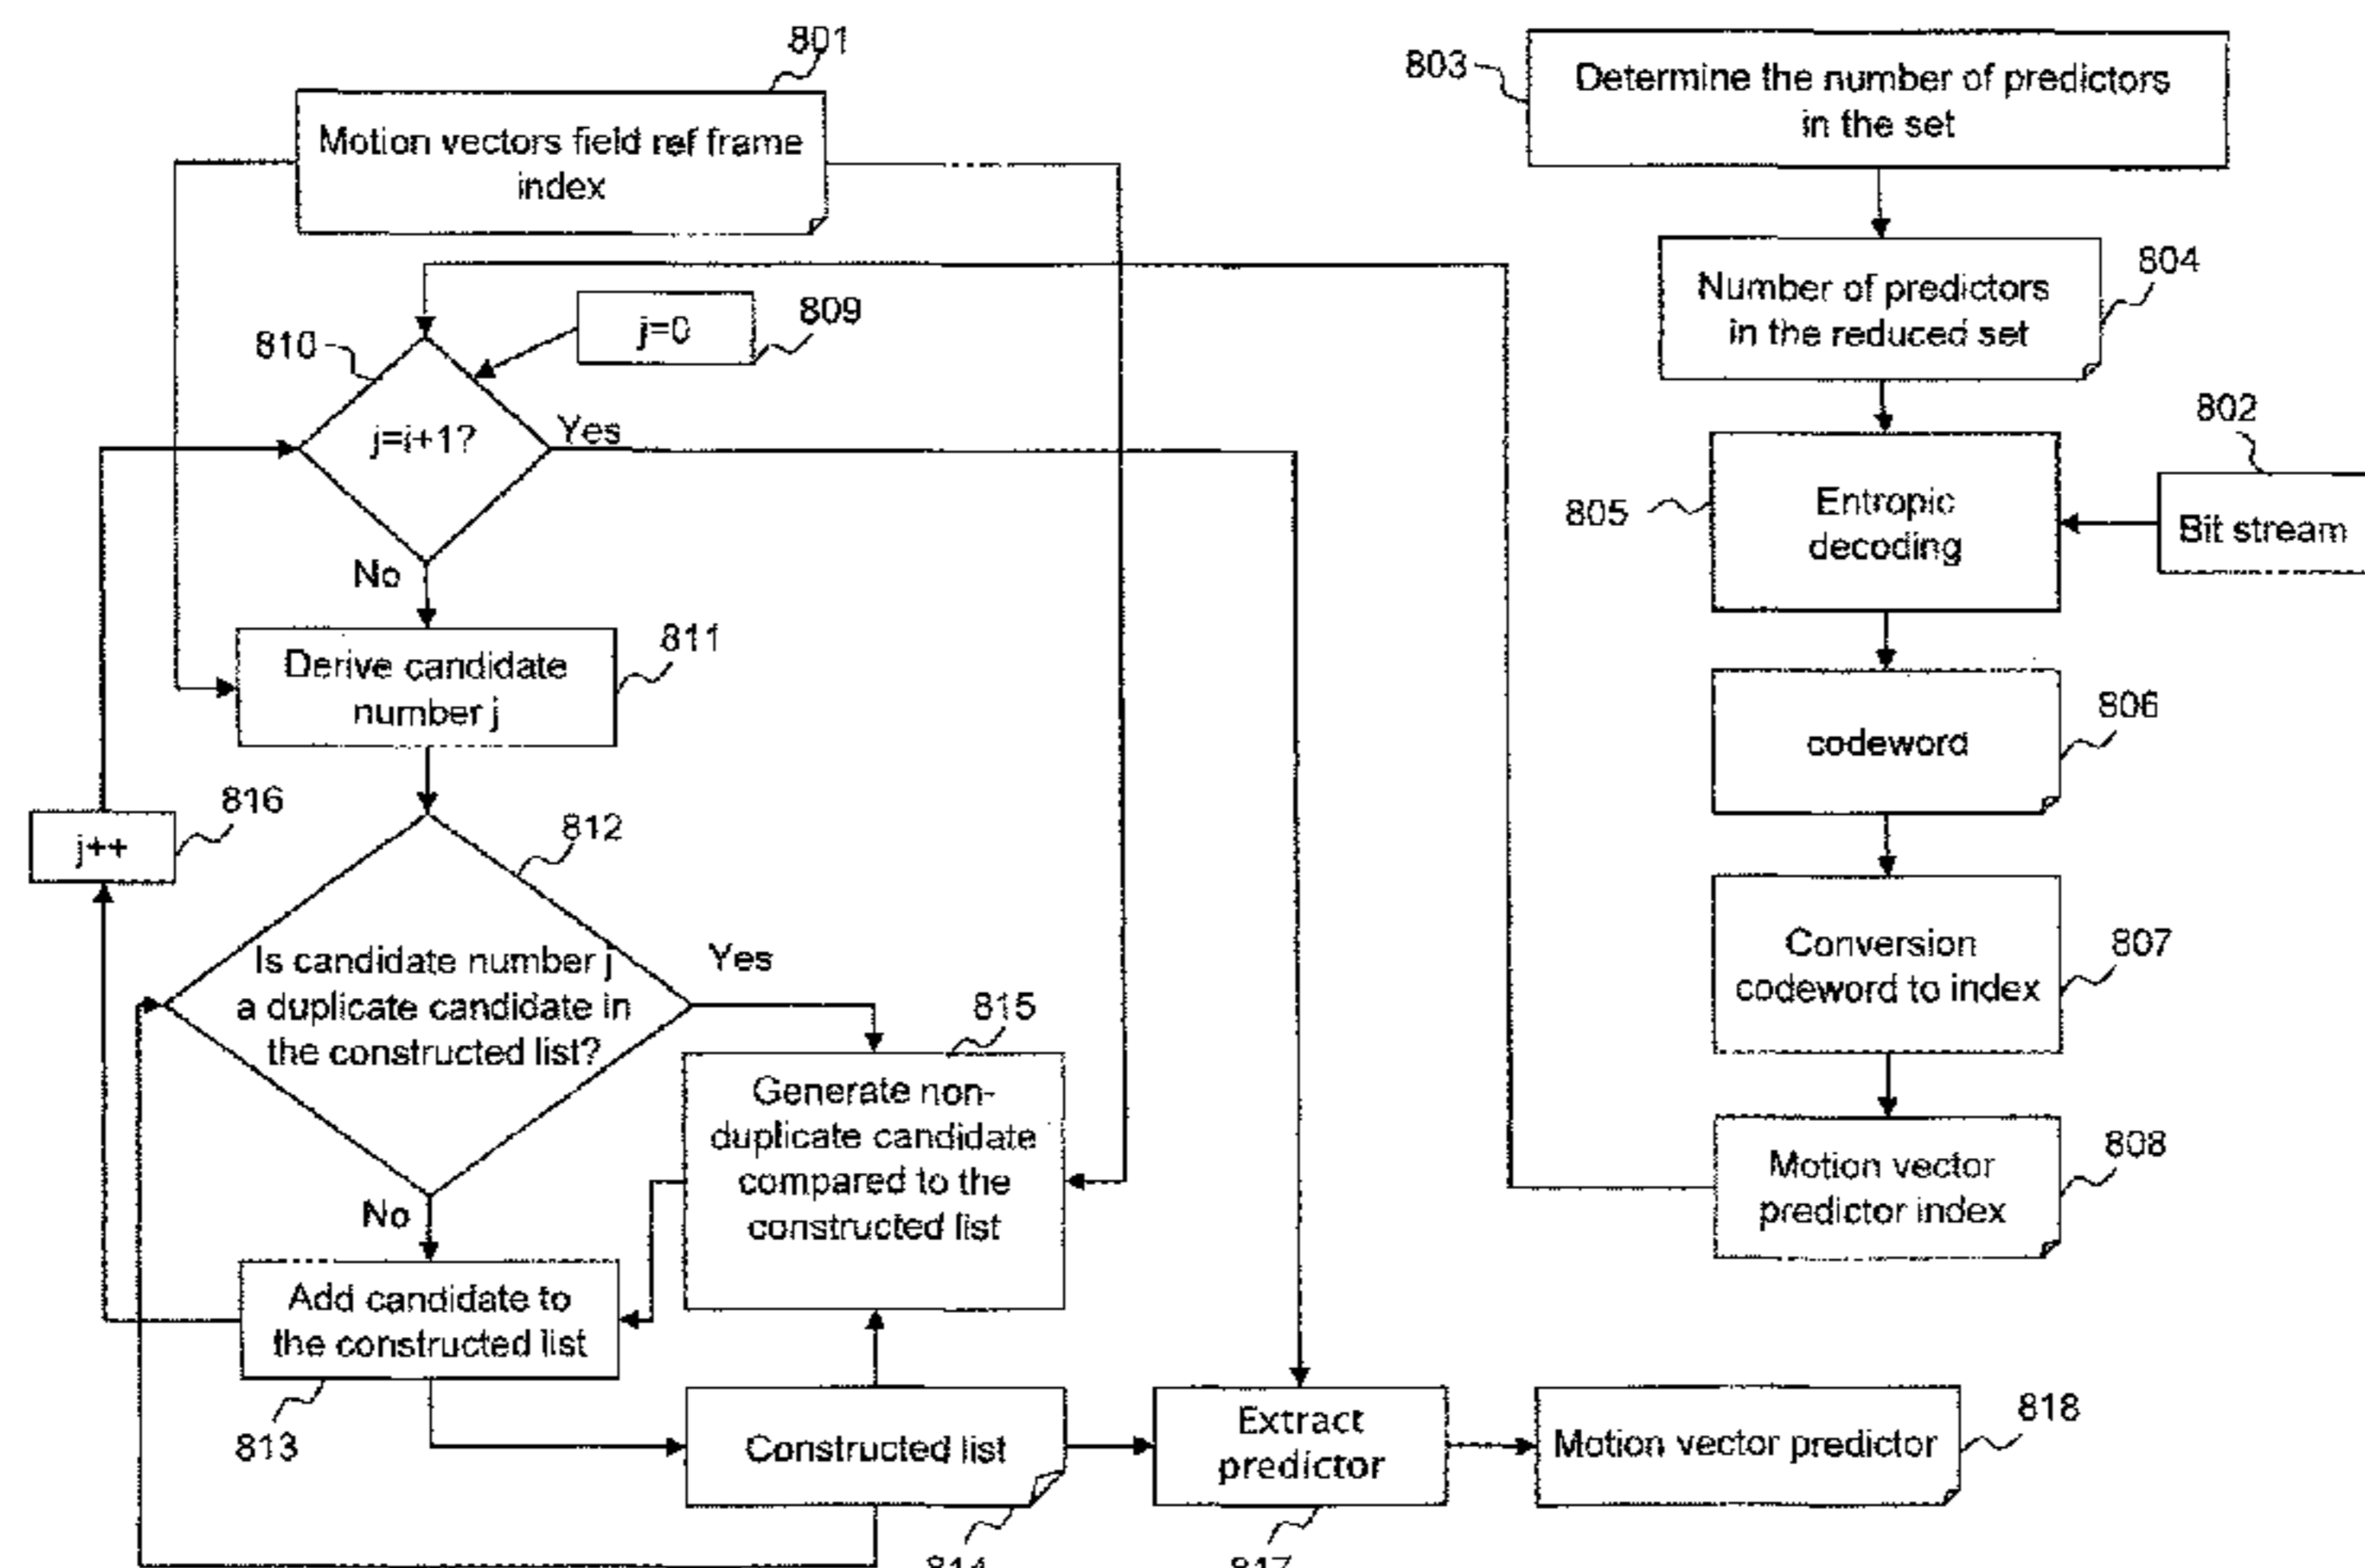 801
Motion vectors field ref frame
index
803
Determine the number of predictors
in the set
804
Number of predictors
in the reduced set
809
j=0
810
j=i+1?
Yes
No
802
Bit stream
805
Entropic
decoding
811
Derive candidate
number j
806
codeword
816
j++
812
Is candidate number j
a duplicate candidate in
the constructed list?
Yes
No
807
Conversion
codeword to index
815
Generate non-
duplicate candidate
compared to the
constructed list
808
Motion vector
predictor index
Add candidate to
the constructed list
813
Constructed list
814
Extract
predictor
817
Motion vector predictor
818